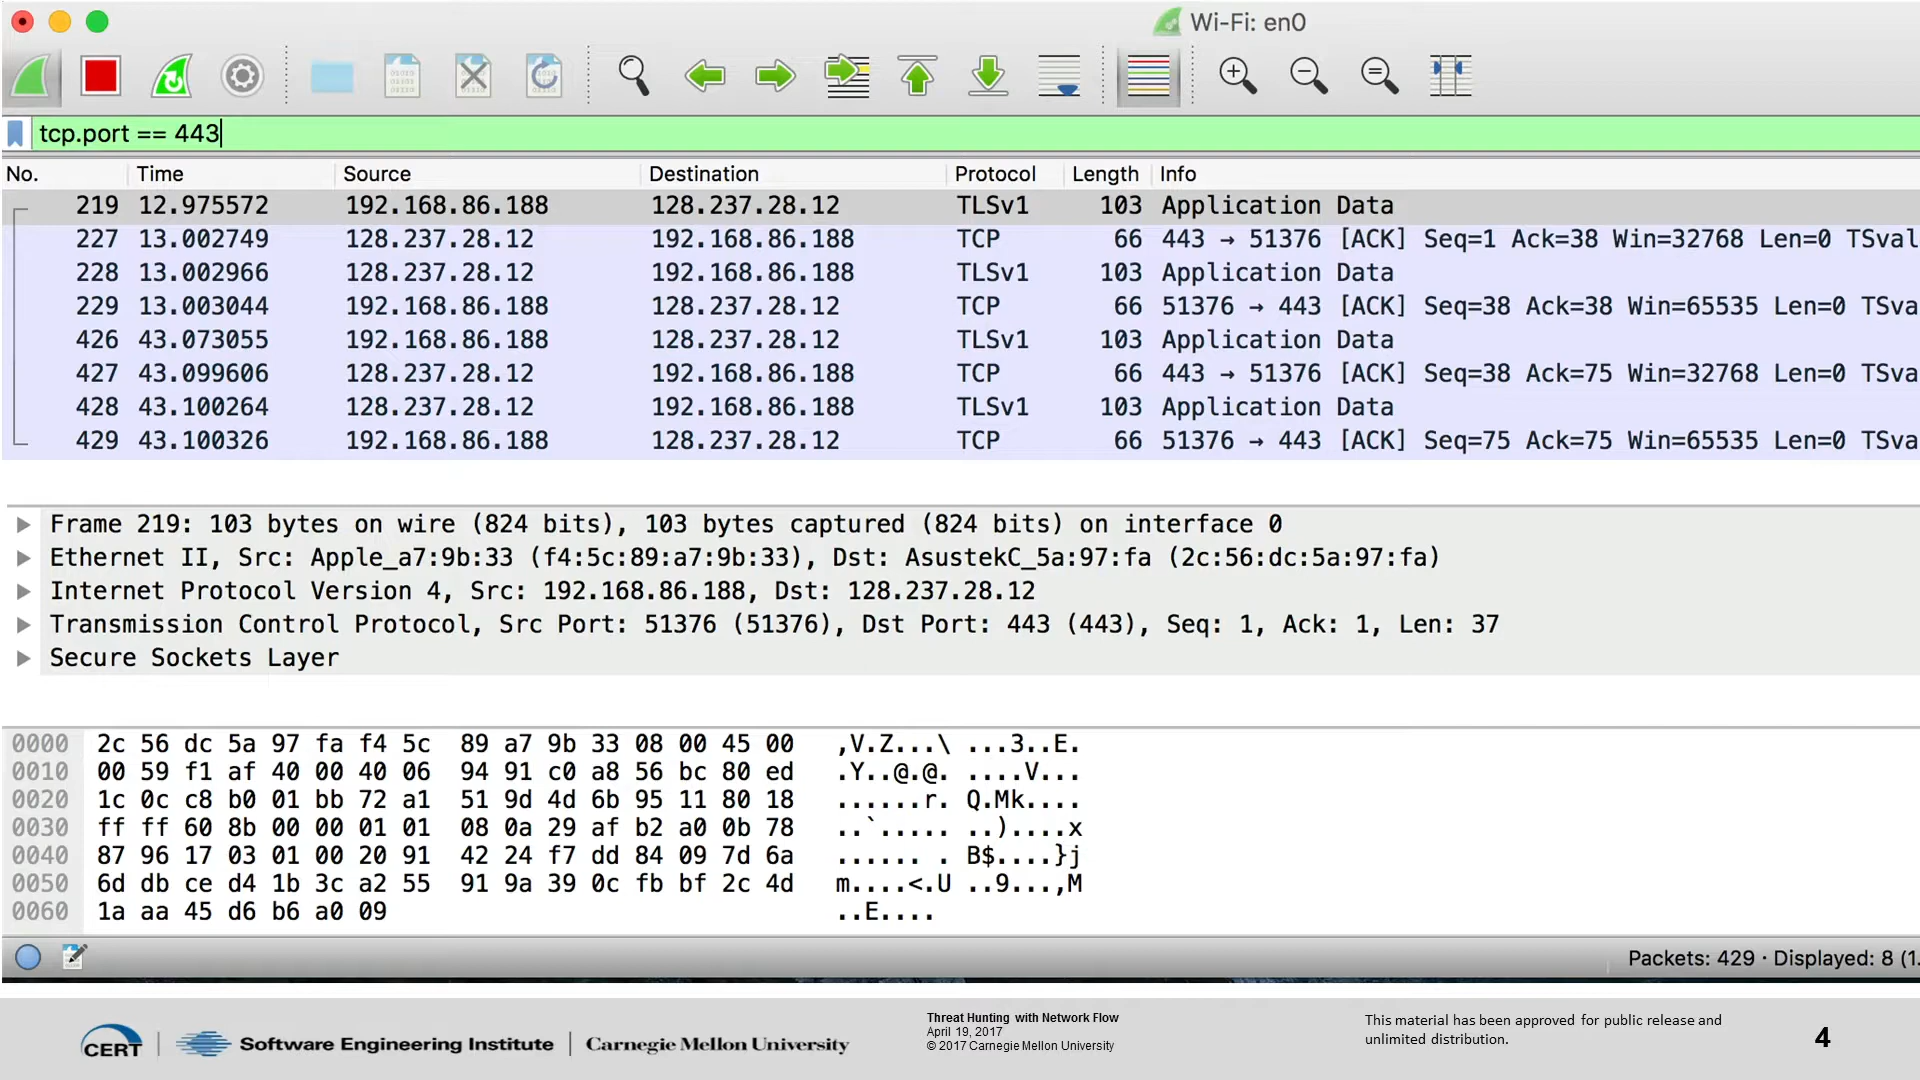 Wi-Fi: en0
tcp.port == 443
No. Time Source Destination Protocol Length Info
219 12.975572 192.168.86.188 128.237.28.12 TLSv1 103 Application Data
227 13.002749 128.237.28.12 192.168.86.188 TCP 66 443 → 51376 [ACK] Seq=1 Ack=38 Win=32768 Len=0 TSval
228 13.002966 128.237.28.12 192.168.86.188 TLSv1 103 Application Data
229 13.003044 192.168.86.188 128.237.28.12 TCP 66 51376 → 443 [ACK] Seq=38 Ack=38 Win=65535 Len=0 TSva
426 43.073055 192.168.86.188 128.237.28.12 TLSv1 103 Application Data
427 43.099606 128.237.28.12 192.168.86.188 TCP 66 443 → 51376 [ACK] Seq=38 Ack=75 Win=32768 Len=0 TSva
428 43.100264 128.237.28.12 192.168.86.188 TLSv1 103 Application Data
429 43.100326 192.168.86.188 128.237.28.12 TCP 66 51376 → 443 [ACK] Seq=75 Ack=75 Win=65535 Len=0 TSva
Frame 219: 103 bytes on wire (824 bits), 103 bytes captured (824 bits) on interface 0
Ethernet II, Src: Apple_a7:9b:33 (f4:5c:89:a7:9b:33), Dst: AsustekC_5a:97:fa (2c:56:dc:5a:97:fa)
Internet Protocol Version 4, Src: 192.168.86.188, Dst: 128.237.28.12
Transmission Control Protocol, Src Port: 51376 (51376), Dst Port: 443 (443), Seq: 1, Ack: 1, Len: 37
Secure Sockets Layer
0000 2c 56 dc 5a 97 fa f4 5c 89 a7 9b 33 08 00 45 00 ,V.Z...\ ...3..E.
0010 00 59 f1 af 40 00 40 06 94 91 c0 a8 56 bc 80 ed .Y..@.@. ....V...
0020 1c 0c c8 b0 01 bb 72 a1 51 9d 4d 6b 95 11 80 18 ......r. Q.Mk....
0030 ff ff 60 8b 00 00 01 01 08 0a 29 af b2 a0 0b 78 ..`..... ..)....x
0040 87 96 17 03 01 00 20 91 42 24 f7 dd 84 09 7d 6a ...... . B$....}j
0050 6d db ce d4 1b 3c a2 55 91 9a 39 0c fb bf 2c 4d m....<.U ..9...,M
0060 1a aa 45 d6 b6 a0 09 ..E....
Packets: 429 · Displayed: 8 (1.
CERT | Software Engineering Institute | Carnegie Mellon University
Threat Hunting with Network Flow
April 19, 2017
© 2017 Carnegie Mellon University
This material has been approved for public release and
unlimited distribution.
4